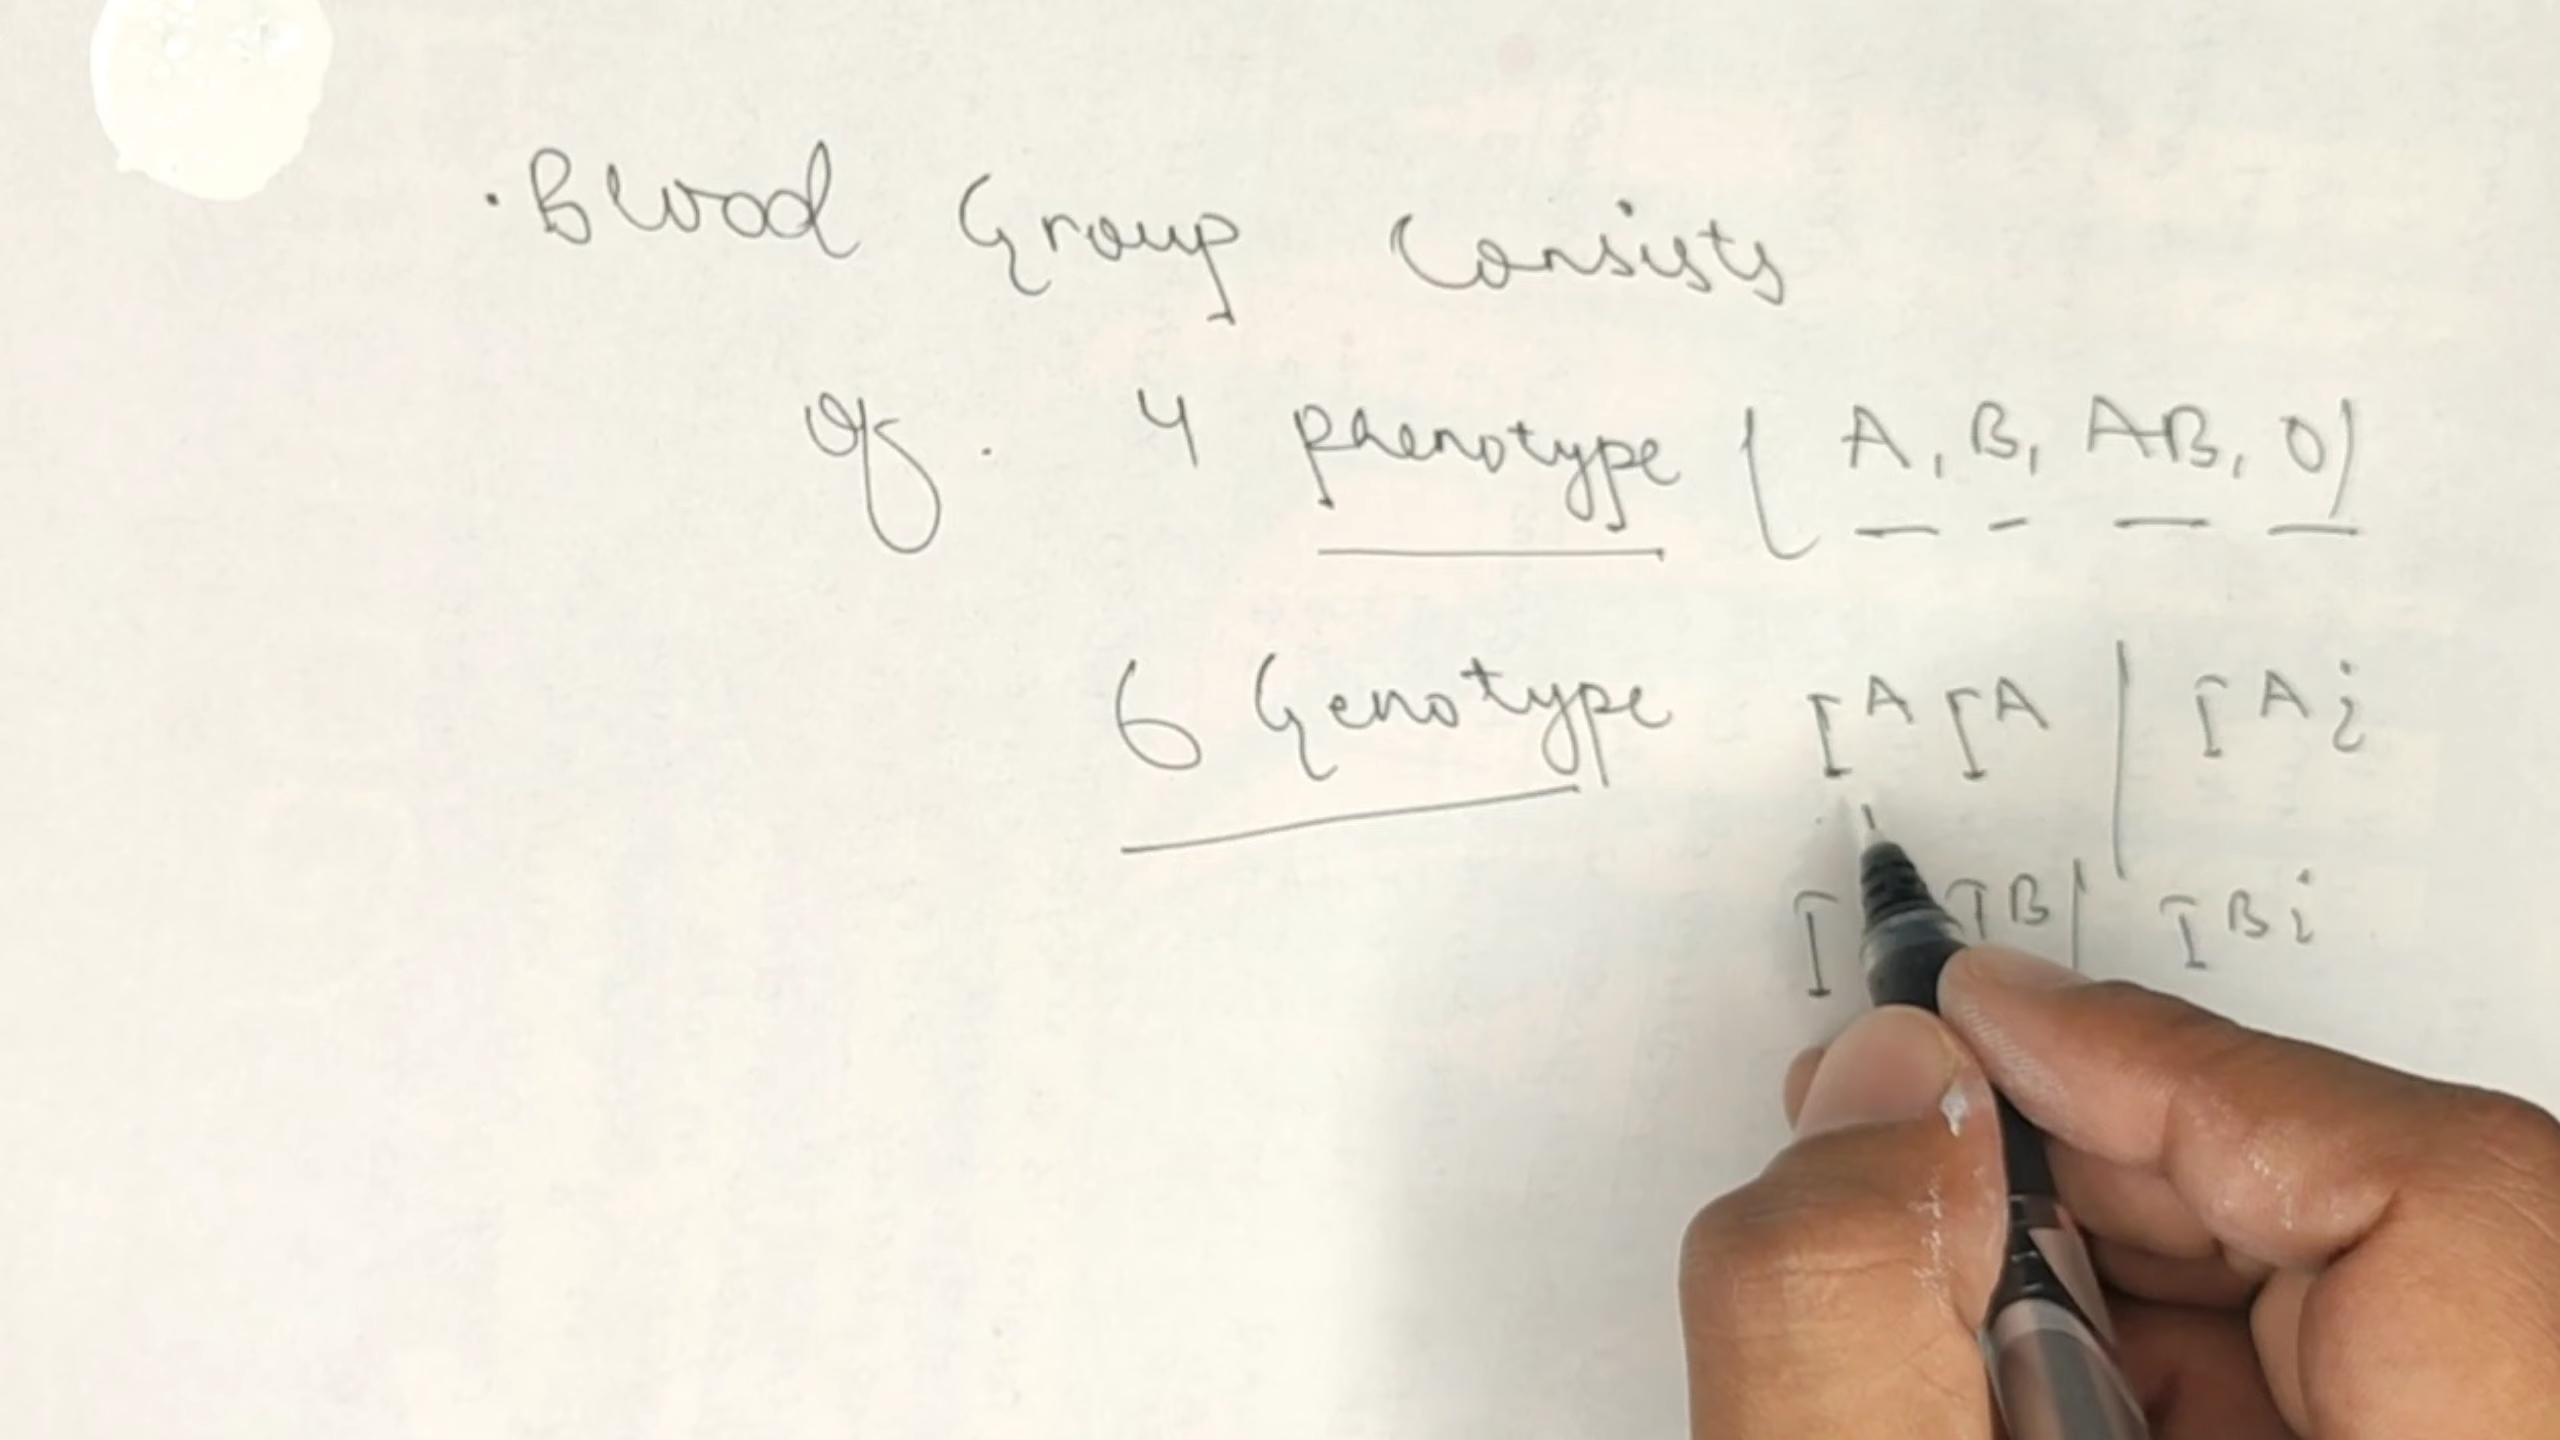 . Blood Group Consists
of. 4 phenotype ( A, B, AB, O)
6 Genotype I^A I^A | I^A i
I I^B | I^B i